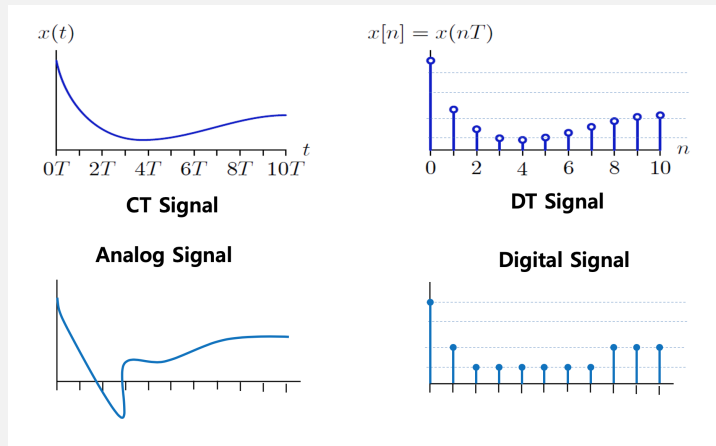 x(t)
x[n] = x(nT)
t
0T 2T 4T 6T 8T 10T
n
0 2 4 6 8 10
CT Signal
DT Signal
Analog Signal
Digital Signal